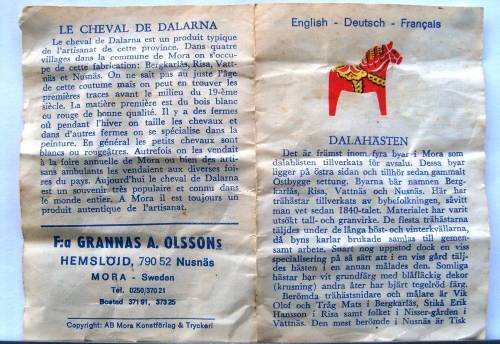 LE CHEVAL DE DALARNA
Le cheval de Dalarna est un produit typique
de l'artisanat de cette province. Dans quatre
villages dans la commune de Mora on s'occu-
pe de cette fabrication: Bergkarlås, Risa, Vatt-
näs et Nusnäs. On ne sait pas au juste l'âge
de cette coutume mais on peut en trouver les
premières traces avant le milieu du 19-ème
siècle. La matière première est du bois blanc
ou rouge de bonne qualité. Il y a des fermes
où pendant l'hiver on taille les chevaux et
dans d'autres fermes on se spécialise dans la
peinture. En général les petits chevaux sont
blancs ou rougeâtres. Autrefois on les vendait
à la foire annuelle de Mora ou bien des arti-
sans ambulants les vendaient aux diverses foi-
res du pays. Aujourd'hui le cheval de Dalarna
est un souvenir très populaire et connu dans
le monde entier. A Mora il est toujours un
produit autentique de l'artisanat.
F:a GRANNAS A. OLSSONS
HEMSLÖJD, 790 52 Nusnäs
MORA - Sweden
Tel. 0250/370 21
Bostad 371 91, 373 25
Copyright: AB Mora Konstförlag & Tryckeri
English - Deutsch - Français
DALAHÄSTEN
Det är främst inom fyra byar i Mora som
dalahästen tillverkats för avsalu. Dessa byar
ligger på östra sidan och tillhör sedan gammalt
Östbygge settung. Byarna bär namnen Berg-
karlås, Risa, Vattnäs och Nusnäs. Här har
trähästar tillverkats av bybefolkningen, såvitt
man vet sedan 1840-talet. Materialet har varit
utsökt tall- och granvirke. De flesta trähästarna
täljdes under de långa höst- och vinterkvällarna,
då byns karlar brukade samlas till gemen-
samt arbete. Snart nog uppstod dock en viss
specialisering på så sätt att i en viss gård tälj-
des hästen i en annan målades den. Somliga
hästar har vit grundfärg med blåfläckig dekor
(krusning) andra åter har bjärt tegelröd färg.
Berömda trähästsnidare och målare är Vik
Olof och Tråg Mats i Bergkarlås, Stikå Erik
Hansson i Risa samt folket i Nisser-gården i
Vattnäs. Den mest berömde i Nusnäs är Tisk